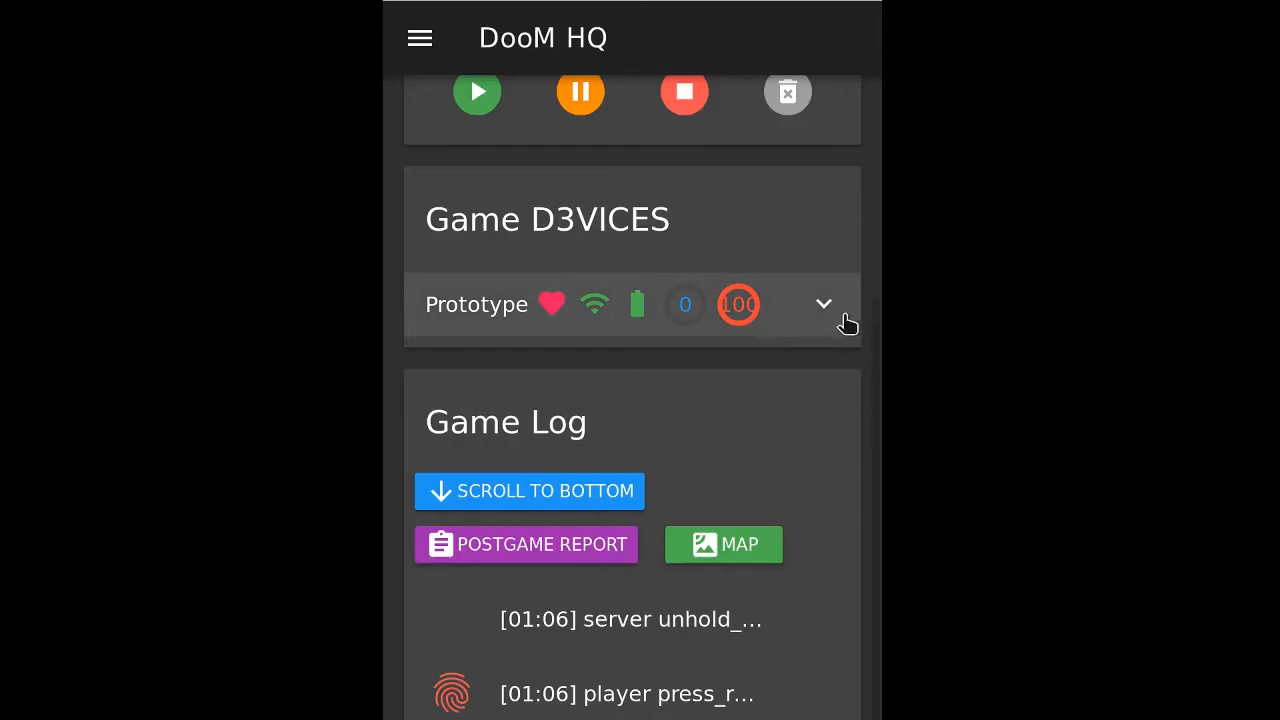 DooM HQ
Game D3VICES
Prototype 0 100
Game Log
SCROLL TO BOTTOM
POSTGAME REPORT MAP
[01:06] server unhold_...
[01:06] player press_r...